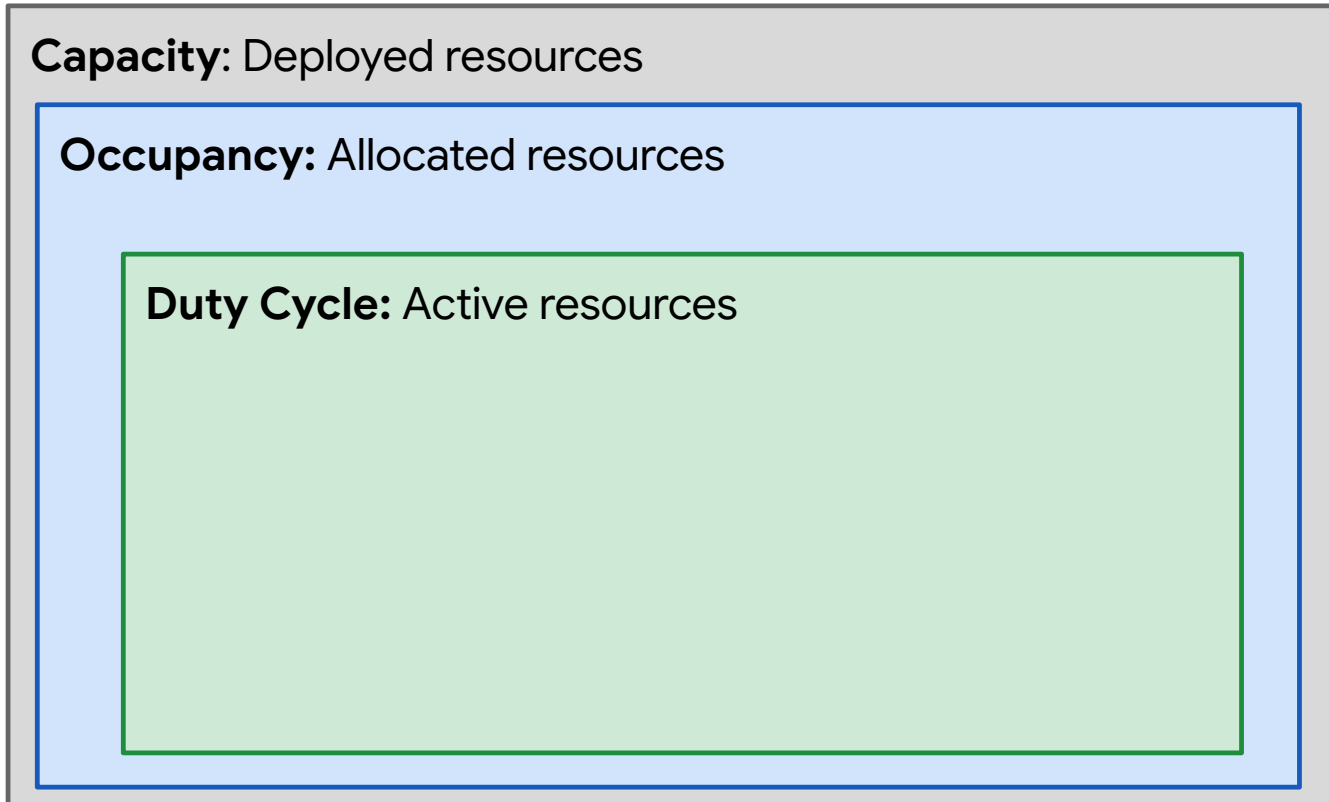 Capacity: Deployed resources
Occupancy: Allocated resources
Duty Cycle: Active resources